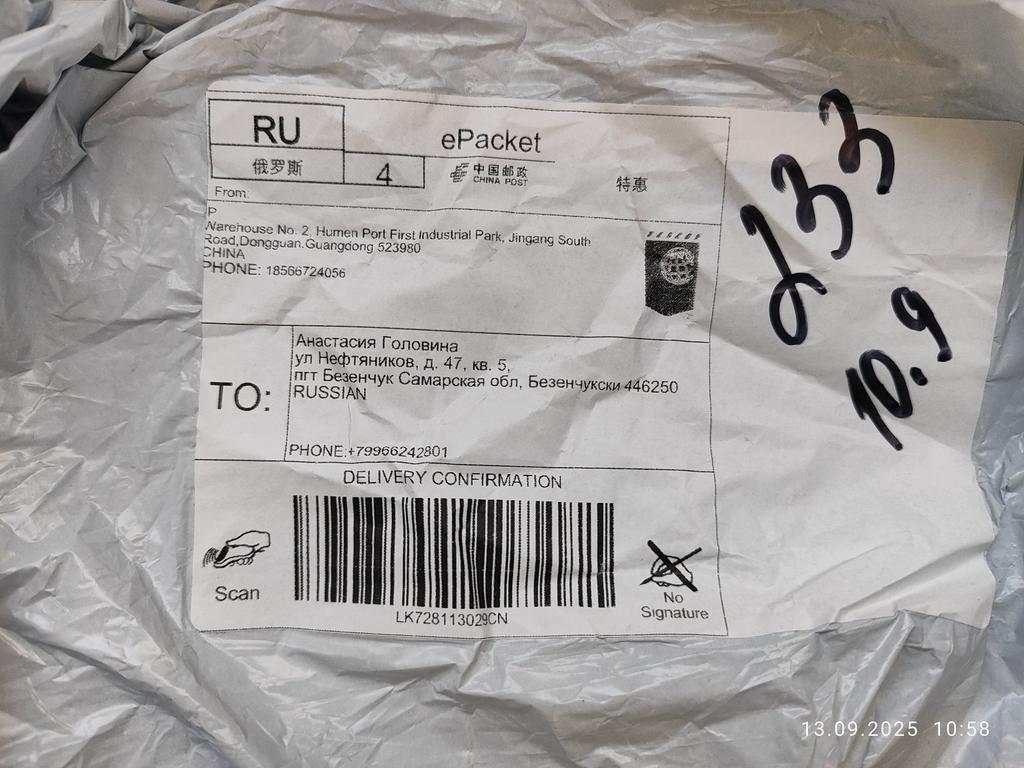 RU
俄罗斯
4
ePacket
中国邮政
CHINA POST
特惠
From:
P
Warehouse No. 2, Humen Port First Industrial Park, Jingang South
Road,Dongguan.Guangdong 523980
CHINA
PHONE: 18566724056
TO:
Анастасия Головина
ул Нефтяников, д. 47, кв. 5,
пгт Безенчук Самарская обл, Безенчукски 446250
RUSSIAN
PHONE:+79966242801
DELIVERY CONFIRMATION
Scan
LK728113029CN
No
Signature
233
10.9
13.09.2025 10:58